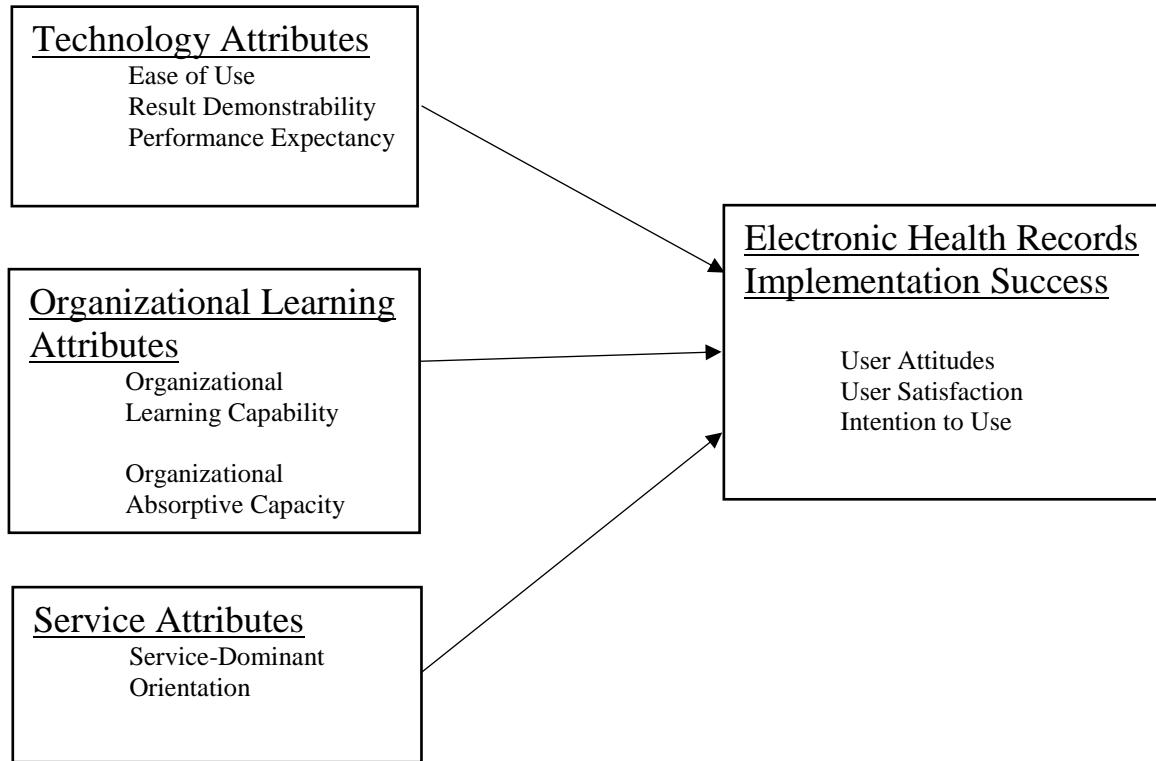 Technology Attributes
Ease of Use
Result Demonstrability
Performance Expectancy
Organizational Learning
Attributes
Organizational
Learning Capability
Organizational
Absorptive Capacity
Service Attributes
Service-Dominant
Orientation
Electronic Health Records
Implementation Success
User Attitudes
User Satisfaction
Intention to Use